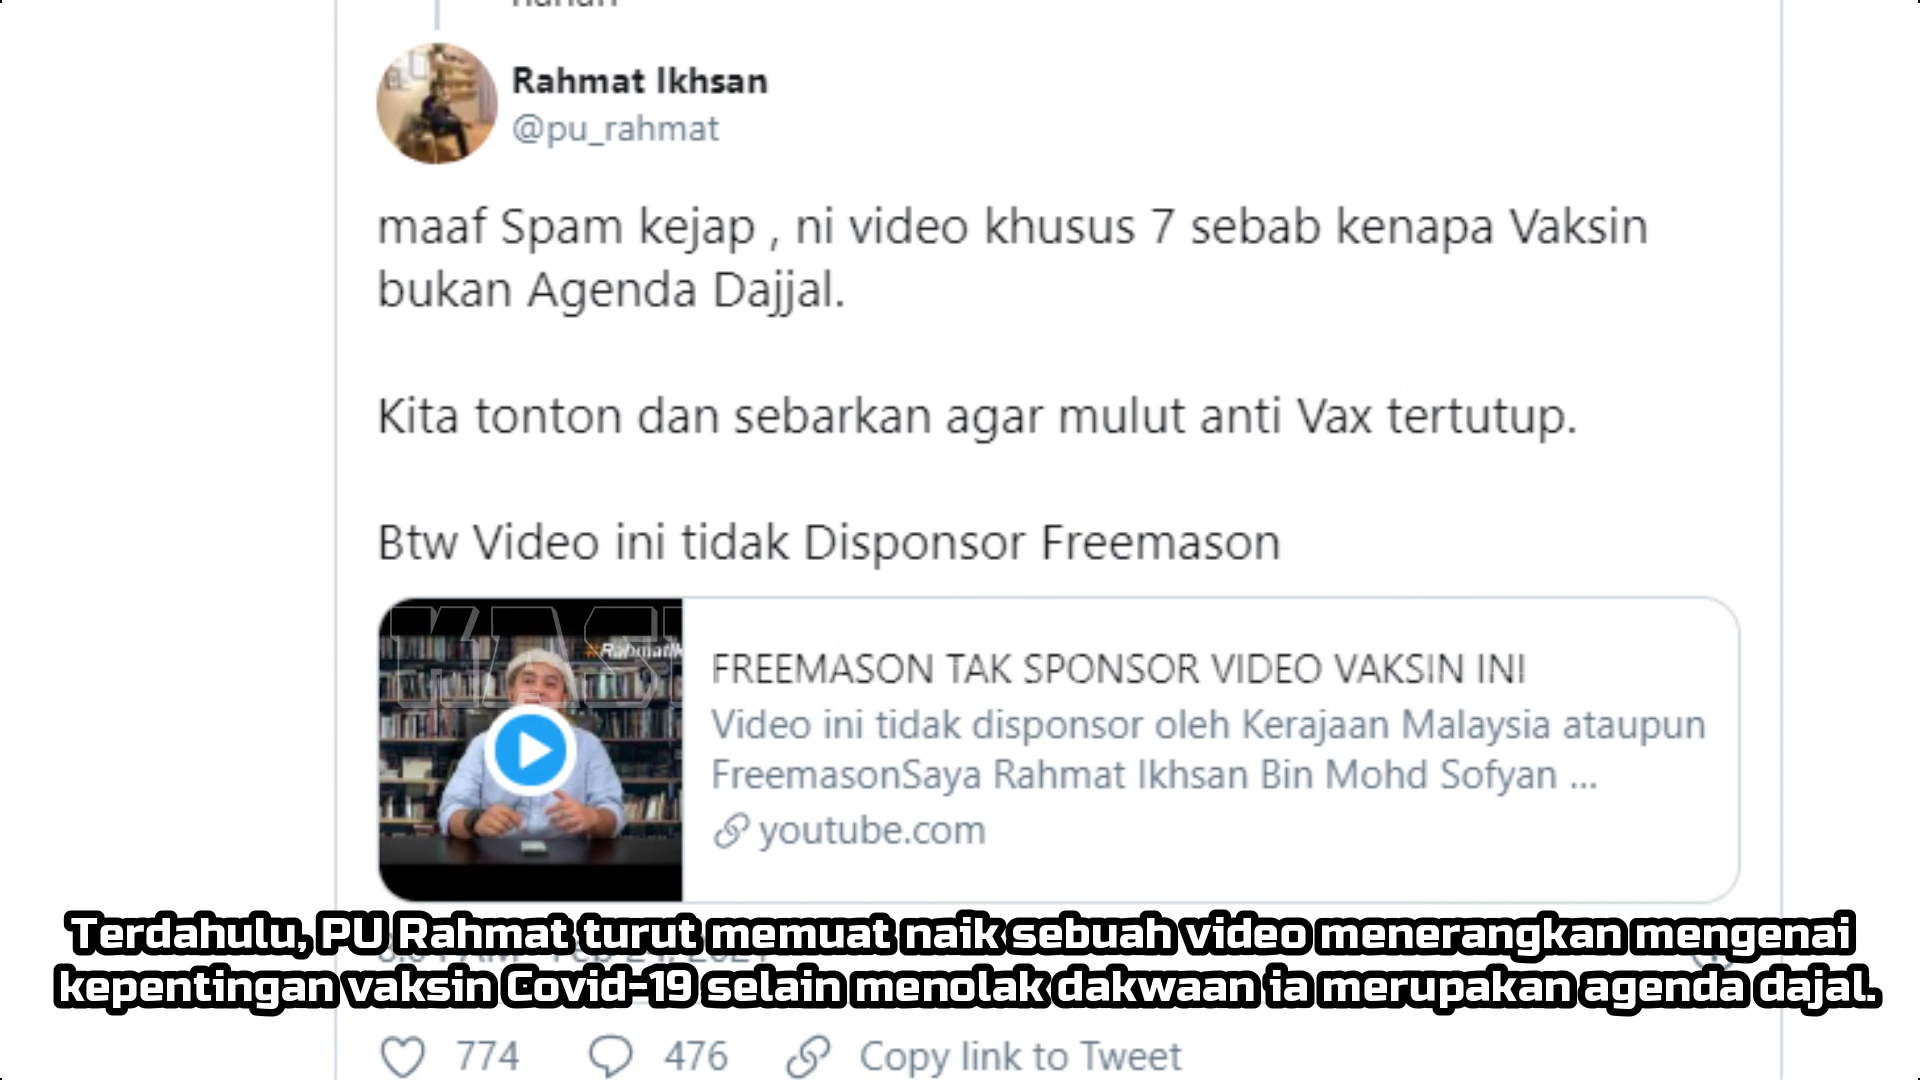 Rahmat Ikhsan
@pu_rahmat
maaf Spam kejap , ni video khusus 7 sebab kenapa Vaksin
bukan Agenda Dajjal.
Kita tonton dan sebarkan agar mulut anti Vax tertutup.
Btw Video ini tidak Disponsor Freemason
FREEMASON TAK SPONSOR VIDEO VAKSIN INI
Video ini tidak disponsor oleh Kerajaan Malaysia ataupun
FreemasonSaya Rahmat Ikhsan Bin Mohd Sofyan ...
youtube.com
Terdahulu, PU Rahmat turut memuat naik sebuah video menerangkan mengenai
kepentingan vaksin Covid-19 selain menolak dakwaan ia merupakan agenda dajal.
774 476 Copy link to Tweet